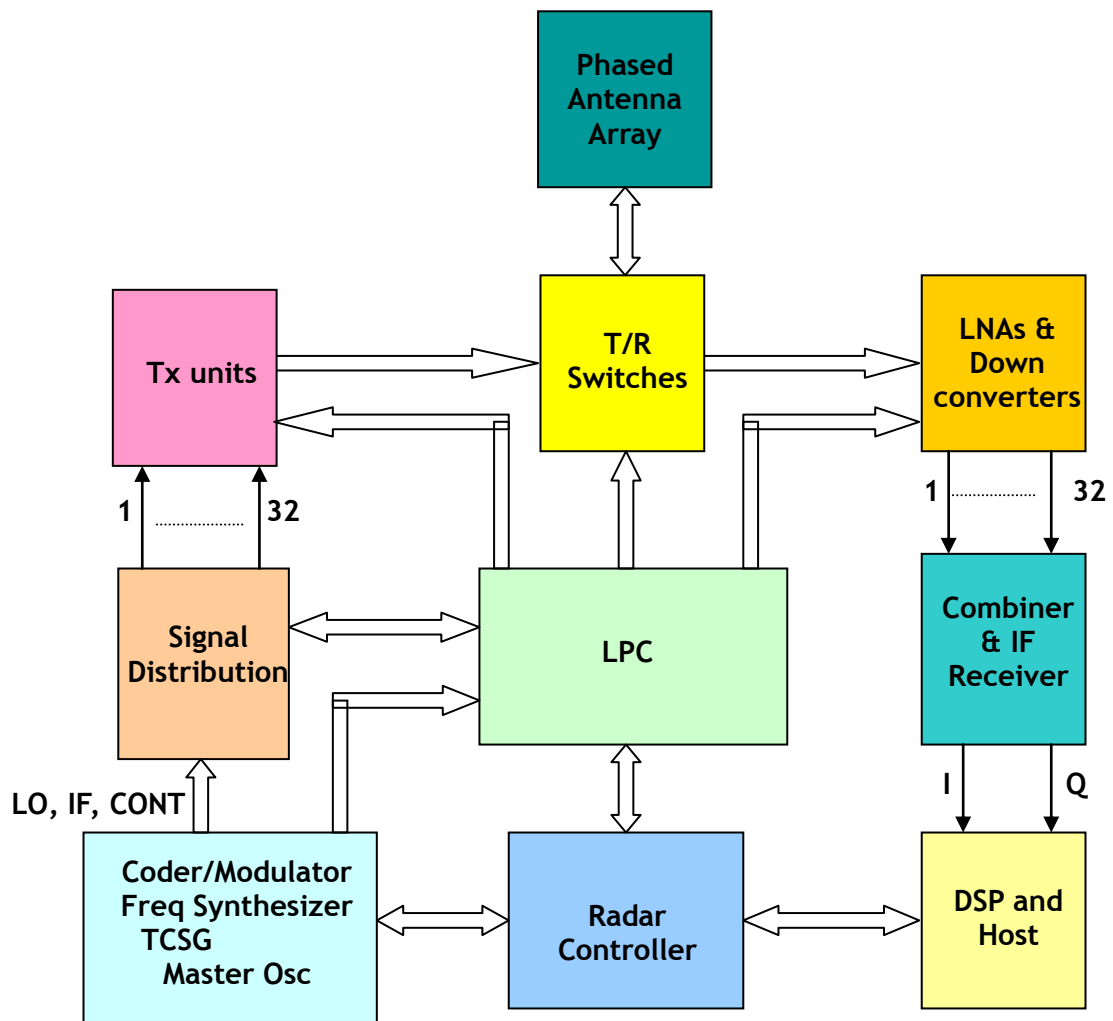 Phased
Antenna
Array
Tx units
T/R
Switches
LNAs &
Down
converters
1 32
1 32
Signal
Distribution
LPC
Combiner
& IF
Receiver
LO, IF, CONT
I Q
Coder/Modulator
Freq Synthesizer
TCSG
Master Osc
Radar
Controller
DSP and
Host